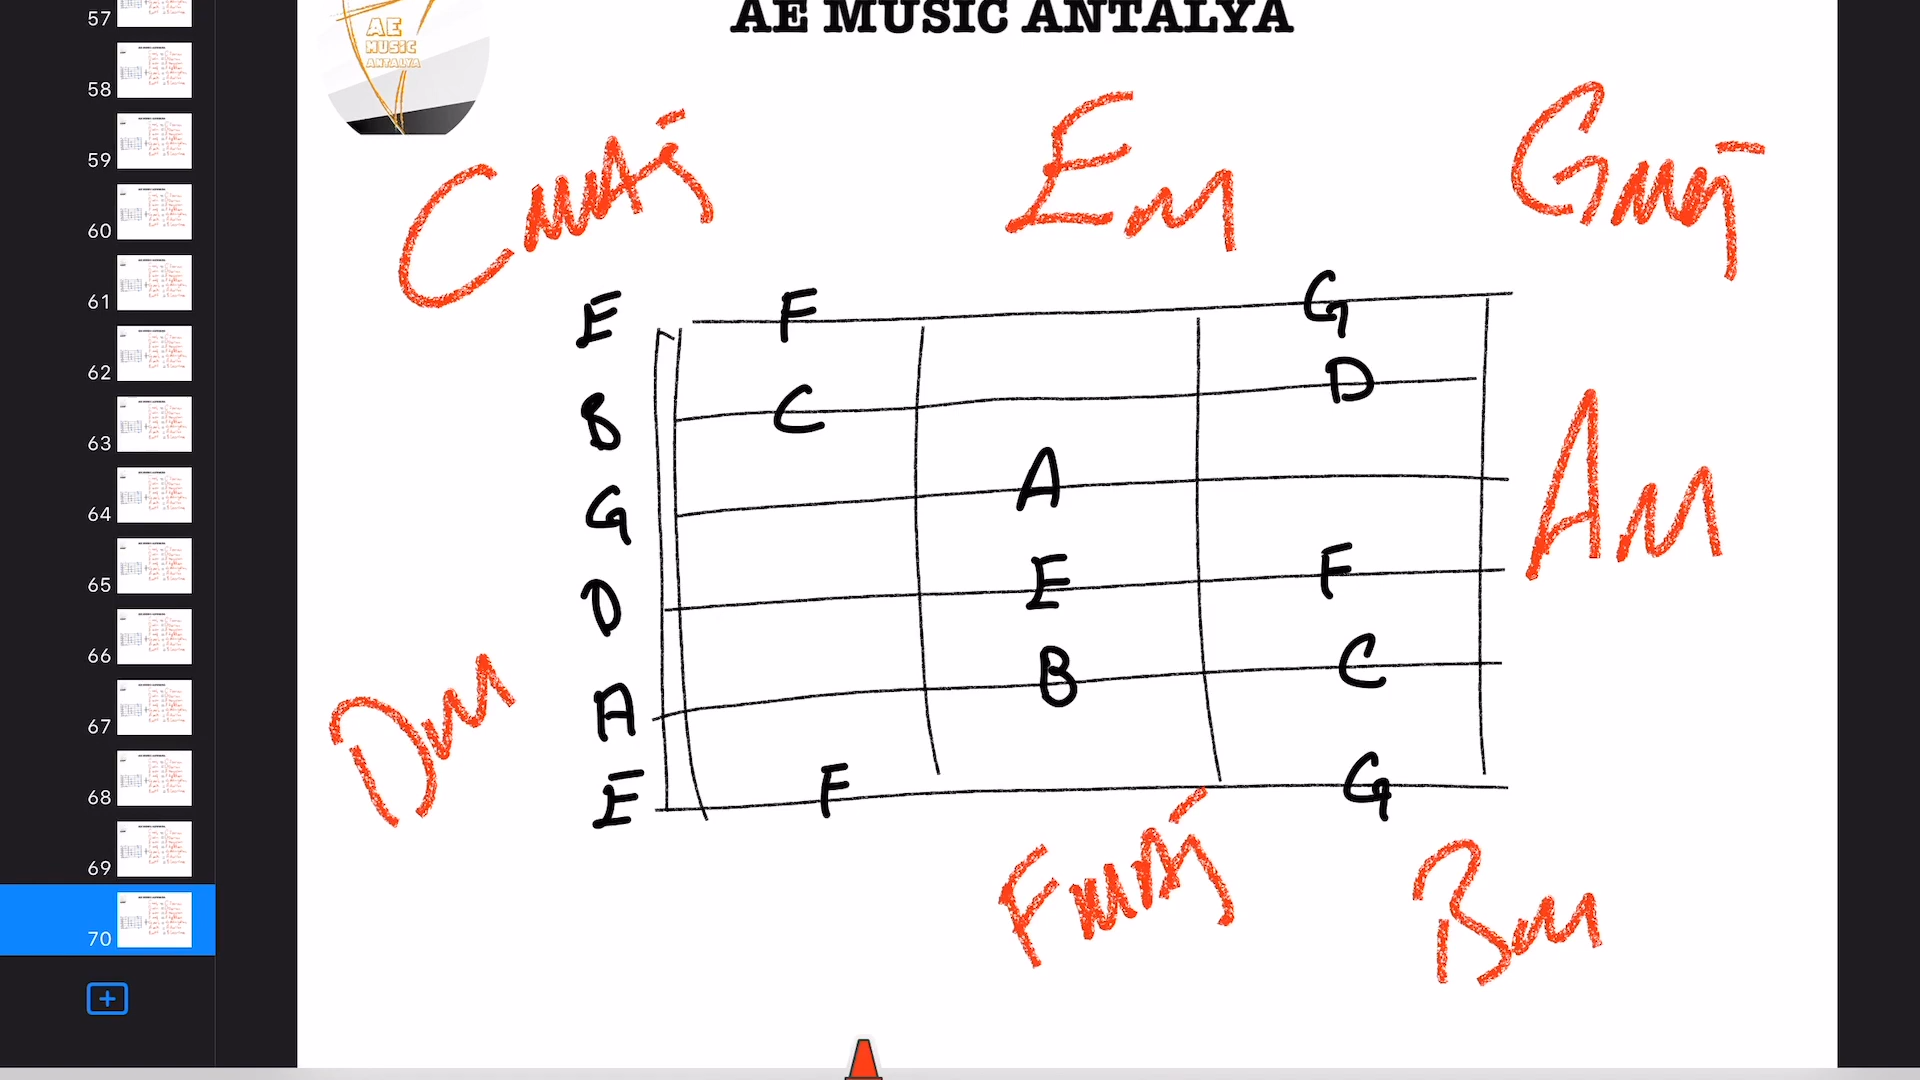 AE MUSIC ANTALYA
AE
MUSIC
ANTALYA
Cmaj
Em
Gmaj
E F G
B C D
G A
D E F
A B C
E F G
Am
Dm
Fmaj
Bm
57
58
59
60
61
62
63
64
65
66
67
68
69
70